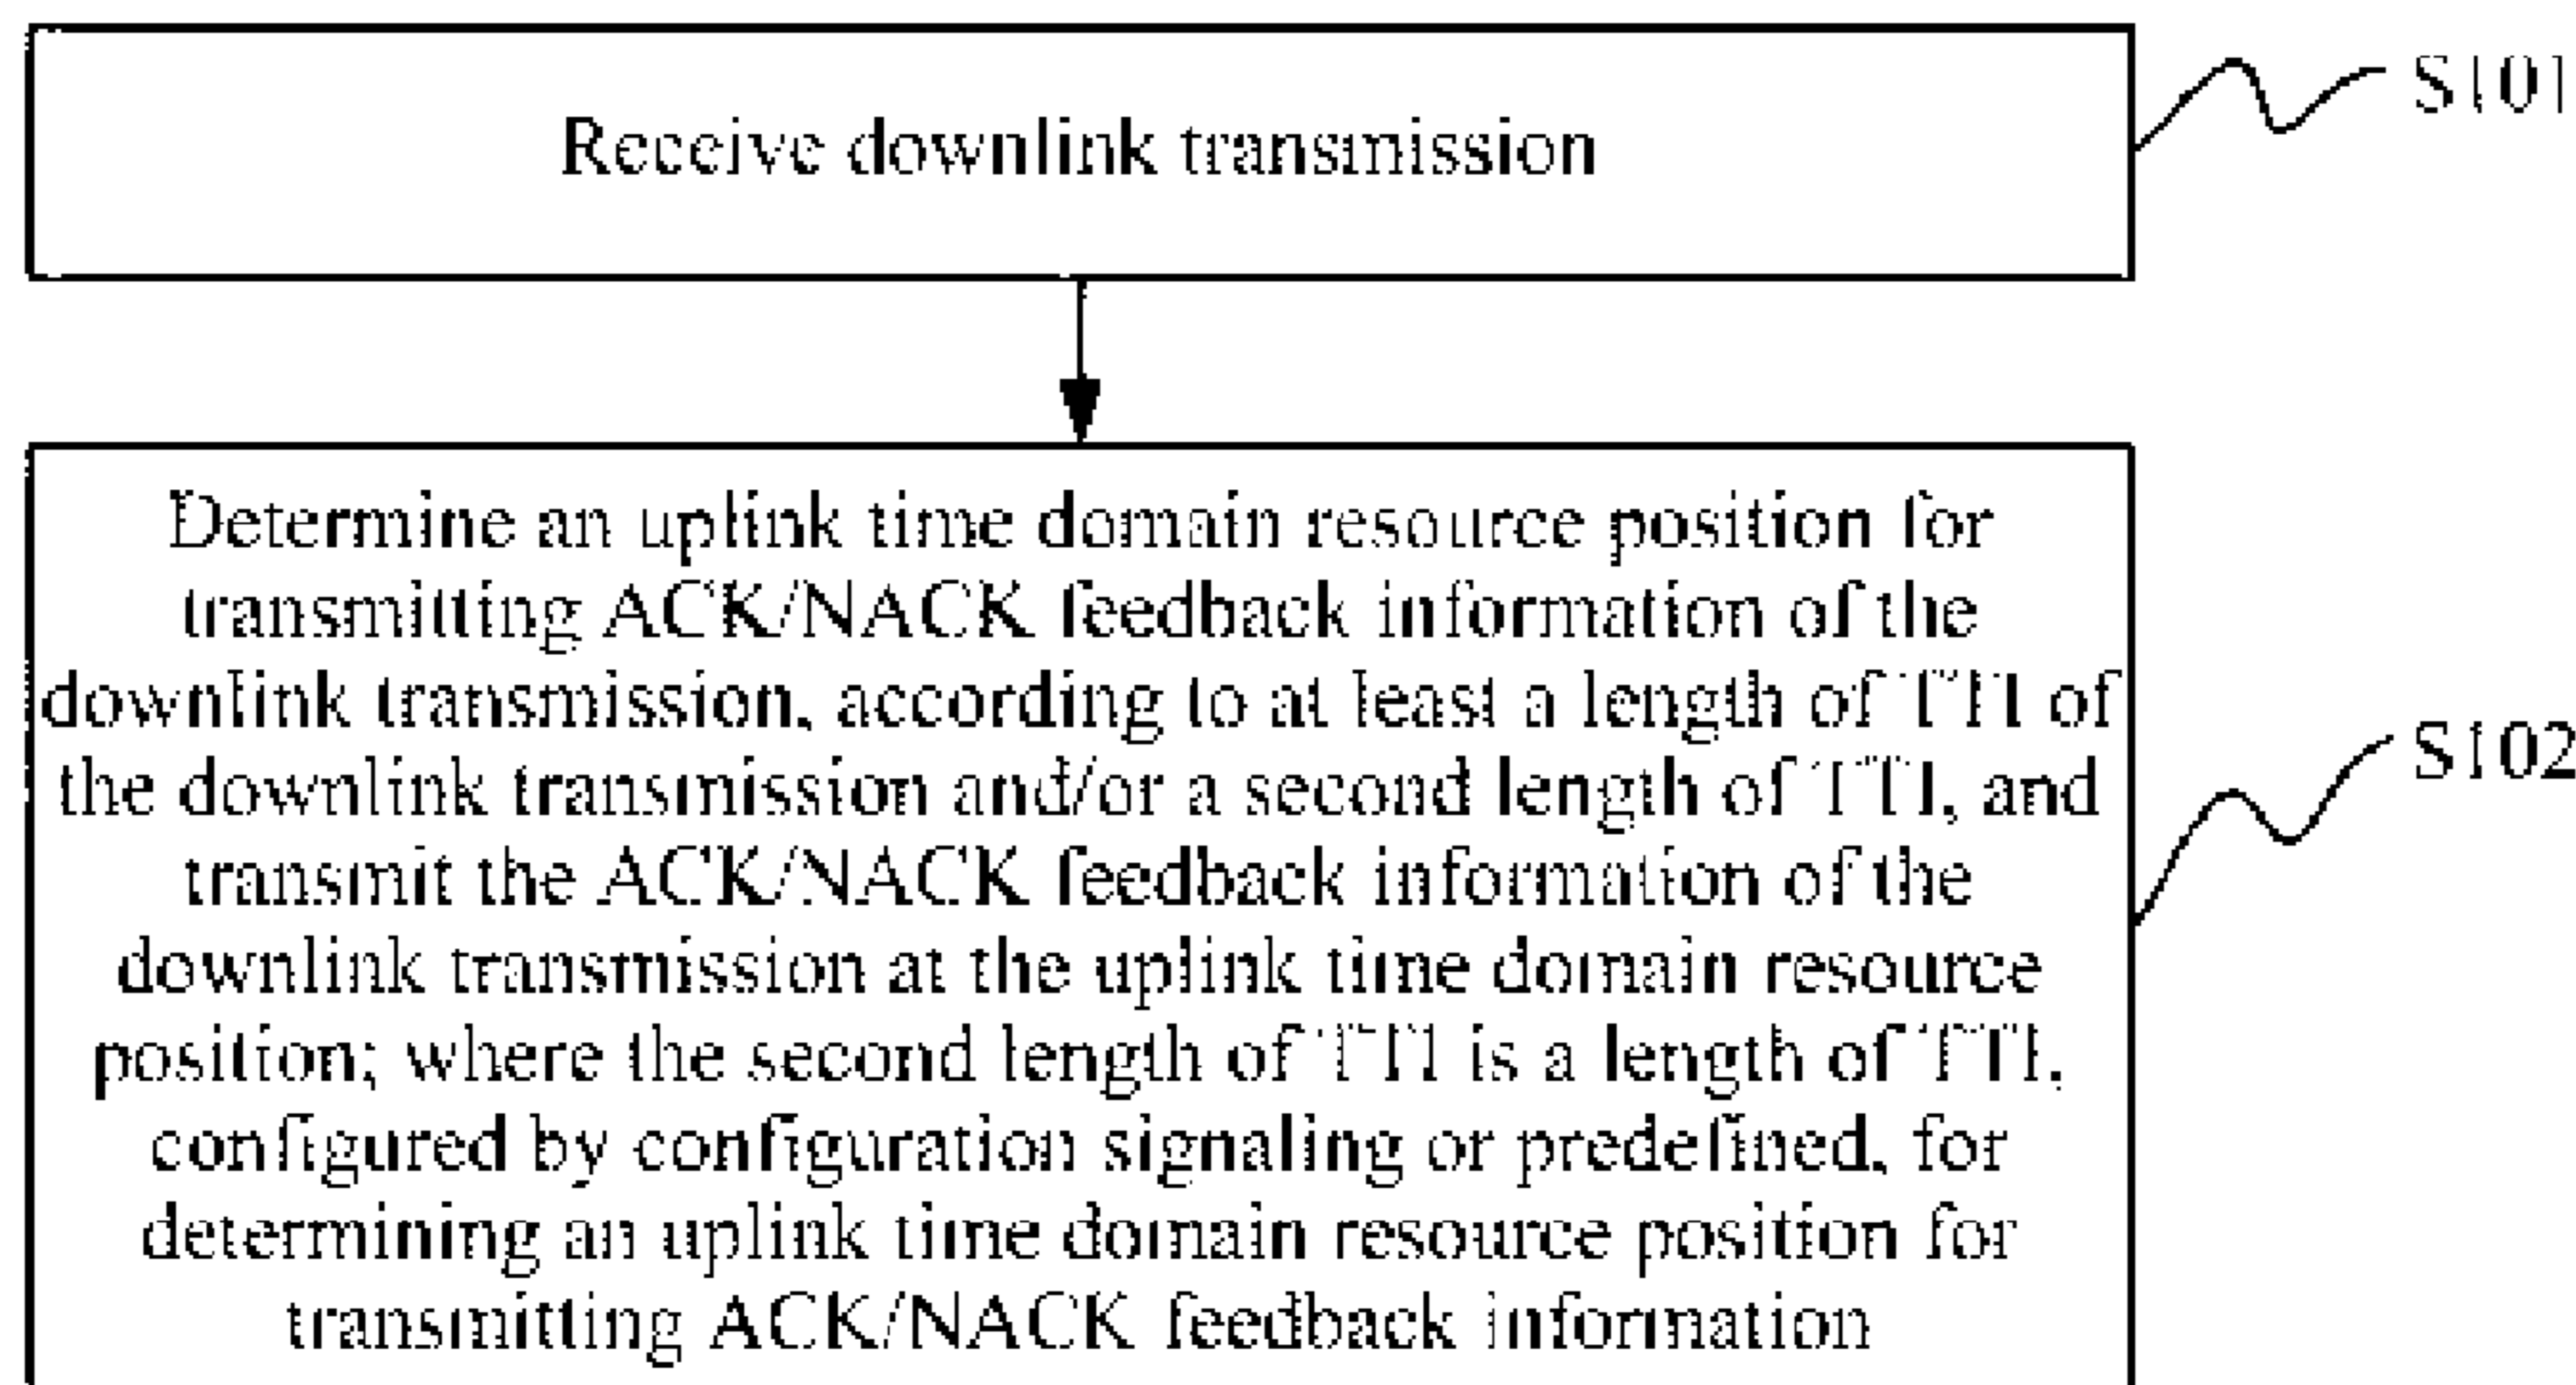 Receive downlink transmission
S101
Determine an uplink time domain resource position for
transmitting ACK/NACK feedback information of the
downlink transmission, according to at least a length of TTI of
the downlink transmission and/or a second length of TTI, and
transmit the ACK/NACK feedback information of the
downlink transmission at the uplink time domain resource
position; where the second length of TTI is a length of TTI,
configured by configuration signaling or predefined, for
determining an uplink time domain resource position for
transmitting ACK/NACK feedback information
S102